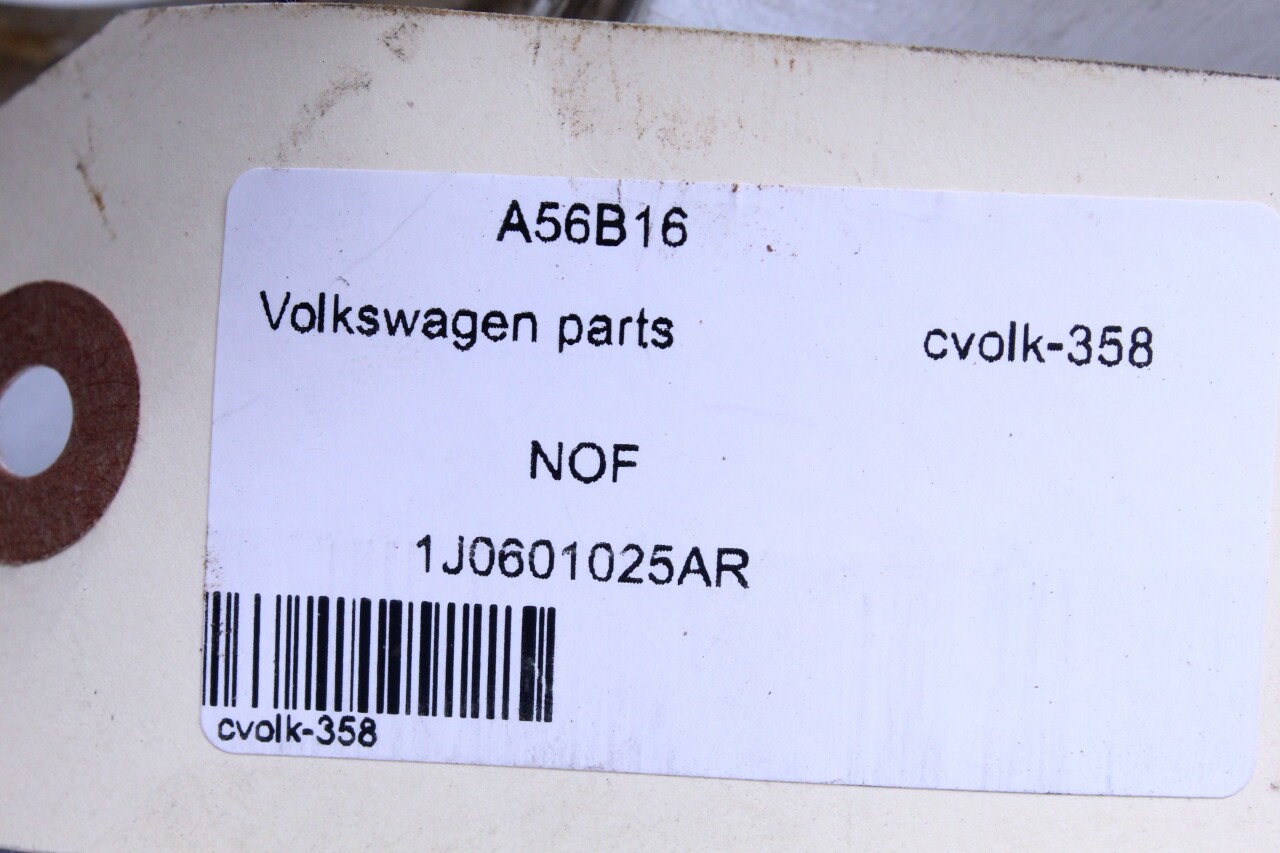 A56B16
Volkswagen parts cvolk-358
NOF
1J0601025AR
cvolk-358